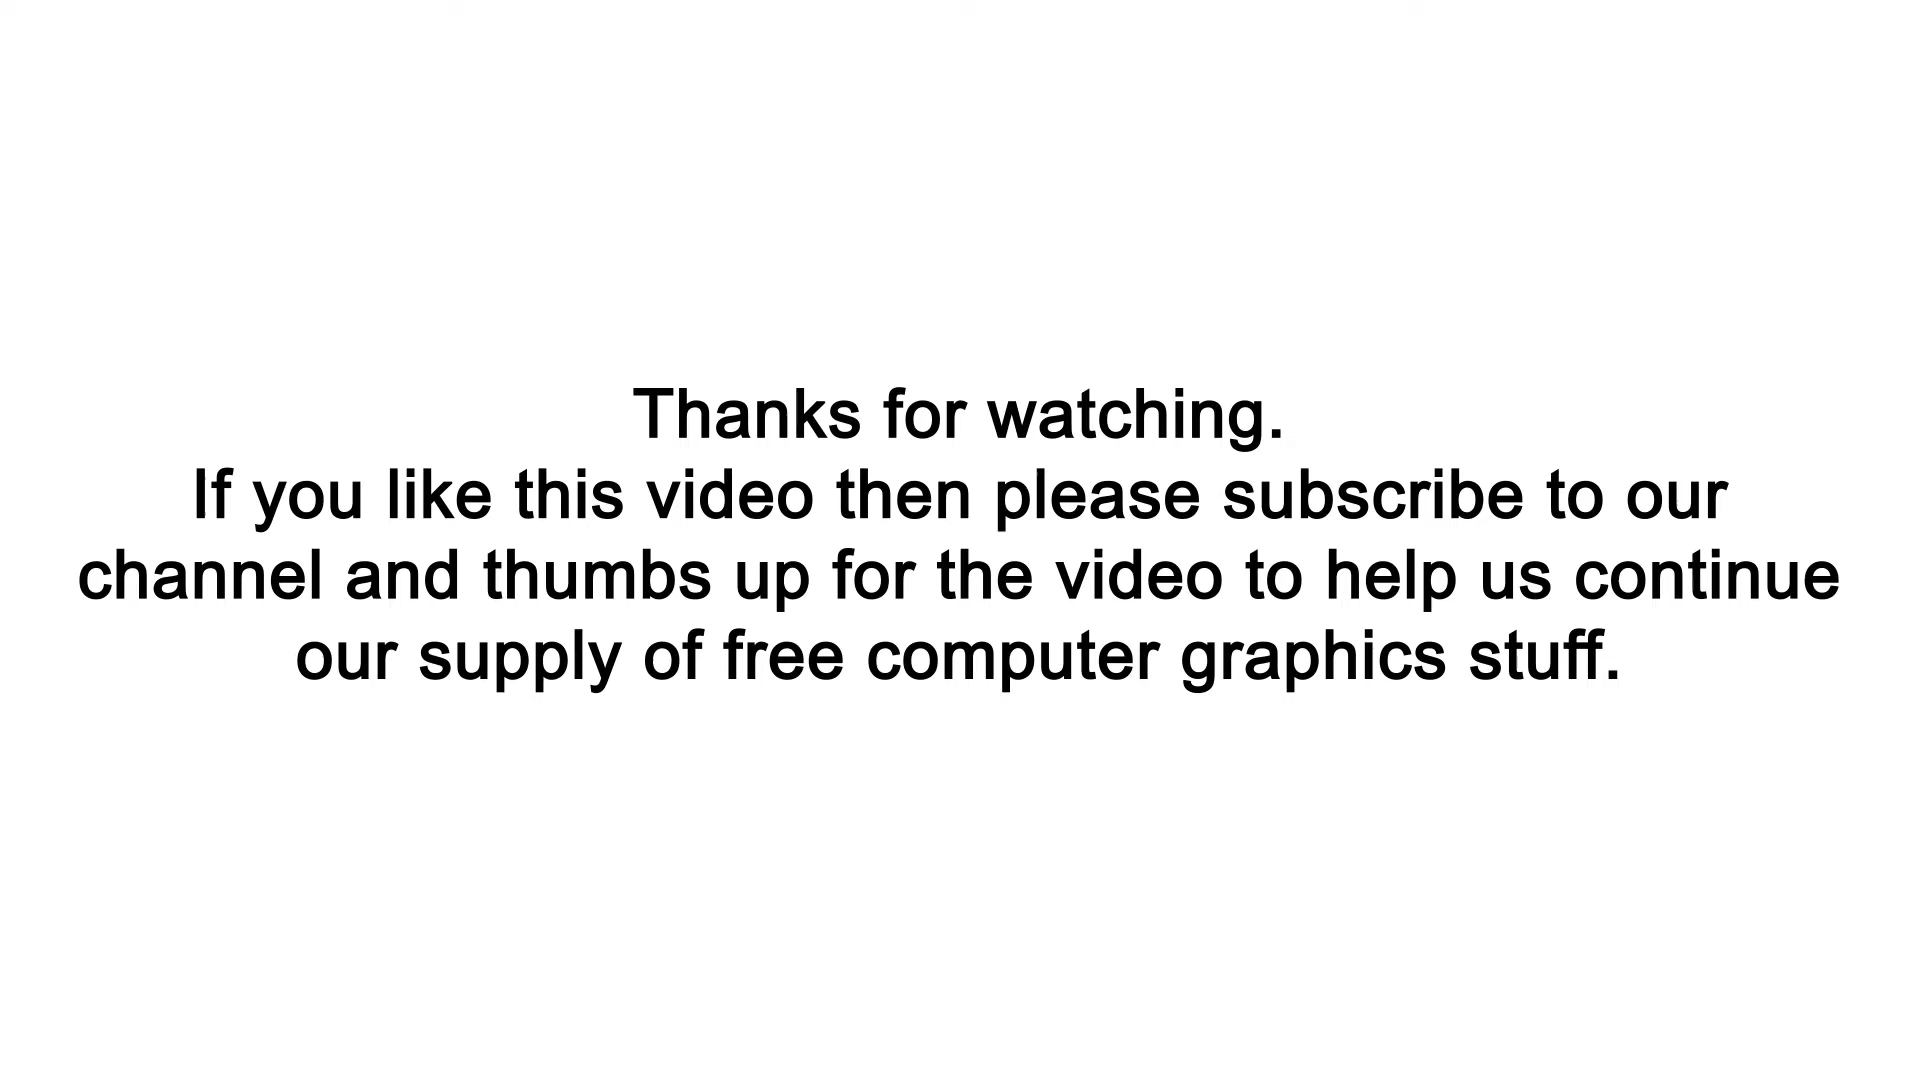 Thanks for watching.
If you like this video then please subscribe to our
channel and thumbs up for the video to help us continue
our supply of free computer graphics stuff.